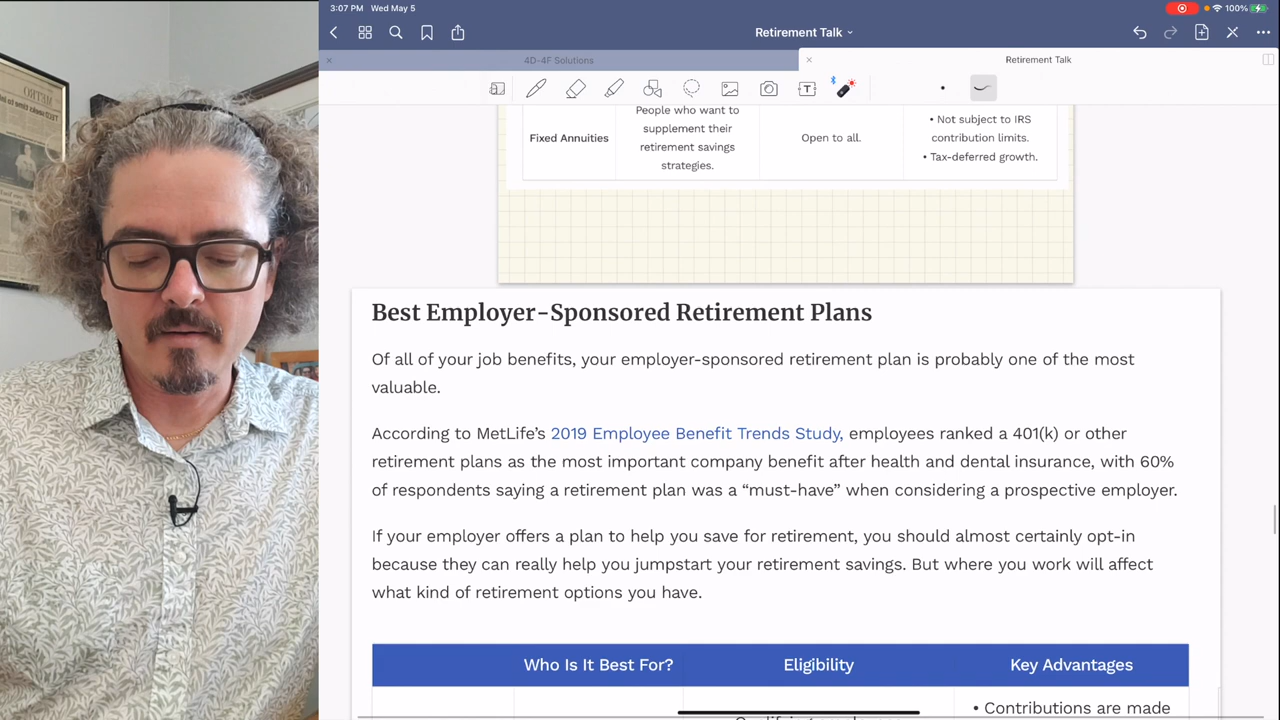 3:07 PM Wed May 5
100%
Retirement Talk
4D-4F Solutions
Retirement Talk
T
People who want to
supplement their
retirement savings
strategies.
Fixed Annuities
Open to all.
• Not subject to IRS
contribution limits.
• Tax-deferred growth.
Best Employer-Sponsored Retirement Plans
Of all of your job benefits, your employer-sponsored retirement plan is probably one of the most
valuable.
According to MetLife’s 2019 Employee Benefit Trends Study, employees ranked a 401(k) or other
retirement plans as the most important company benefit after health and dental insurance, with 60%
of respondents saying a retirement plan was a “must-have” when considering a prospective employer.
If your employer offers a plan to help you save for retirement, you should almost certainly opt-in
because they can really help you jumpstart your retirement savings. But where you work will affect
what kind of retirement options you have.
Who Is It Best For? Eligibility Key Advantages
• Contributions are made